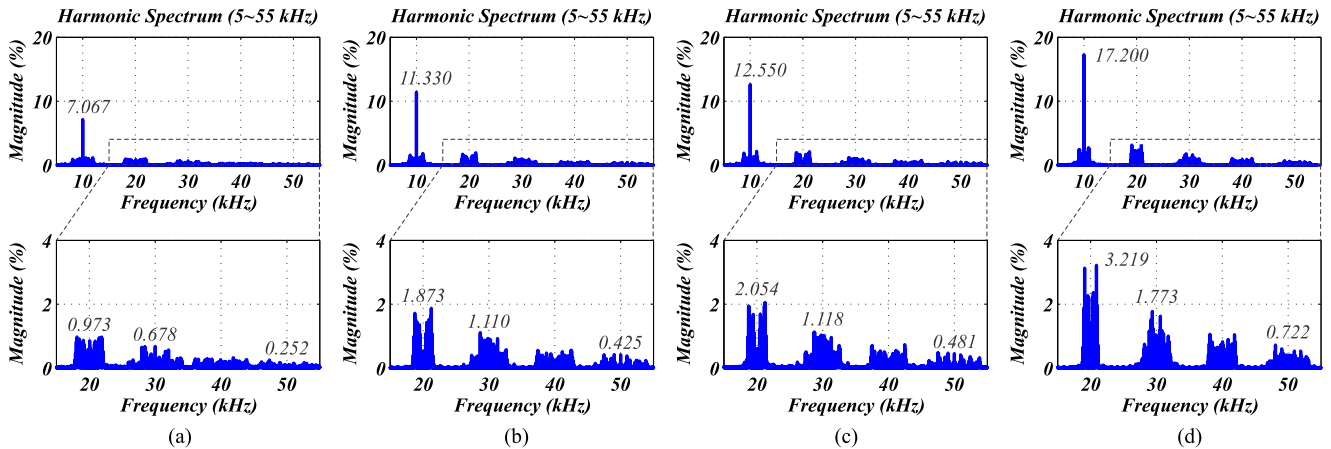 Harmonic Spectrum (5~55 kHz)
Magnitude (%)
20
10
0
7.067
10 20 30 40 50
Frequency (kHz)
Magnitude (%)
4
2
0
0.973
0.678
0.252
20 30 40 50
Frequency (kHz)
(a)
Harmonic Spectrum (5~55 kHz)
Magnitude (%)
20
10
0
11.330
10 20 30 40 50
Frequency (kHz)
Magnitude (%)
4
2
0
1.873
1.110
0.425
20 30 40 50
Frequency (kHz)
(b)
Harmonic Spectrum (5~55 kHz)
Magnitude (%)
20
10
0
12.550
10 20 30 40 50
Frequency (kHz)
Magnitude (%)
4
2
0
2.054
1.118
0.481
20 30 40 50
Frequency (kHz)
(c)
Harmonic Spectrum (5~55 kHz)
Magnitude (%)
20
10
0
17.200
10 20 30 40 50
Frequency (kHz)
Magnitude (%)
4
2
0
3.219
1.773
0.722
20 30 40 50
Frequency (kHz)
(d)